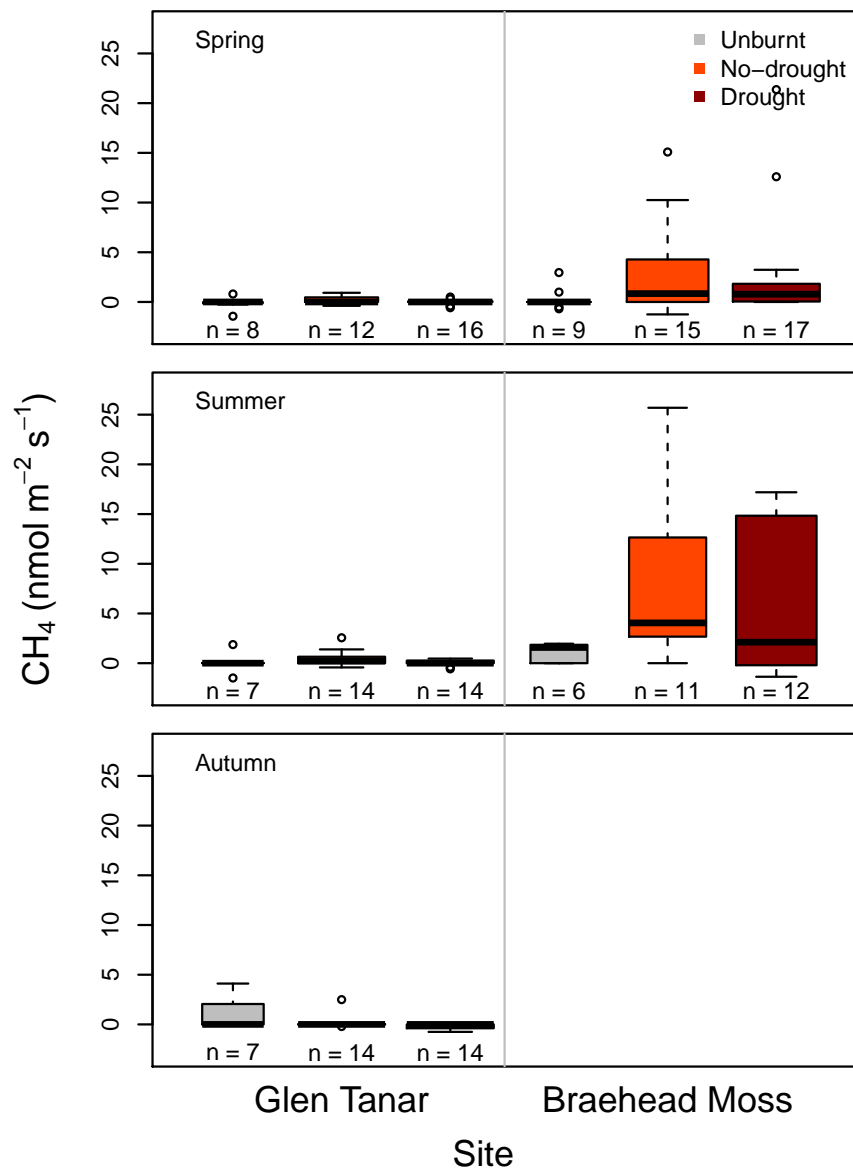 Spring
Unburnt
No−drought
Drought
25
20
15
10
5
0
n = 8 n = 12 n = 16 n = 9 n = 15 n = 17
Summer
25
20
15
10
5
0
n = 7 n = 14 n = 14 n = 6 n = 11 n = 12
CH₄ (nmol m⁻² s⁻¹)
Autumn
25
20
15
10
5
0
n = 7 n = 14 n = 14
Glen Tanar Braehead Moss
Site